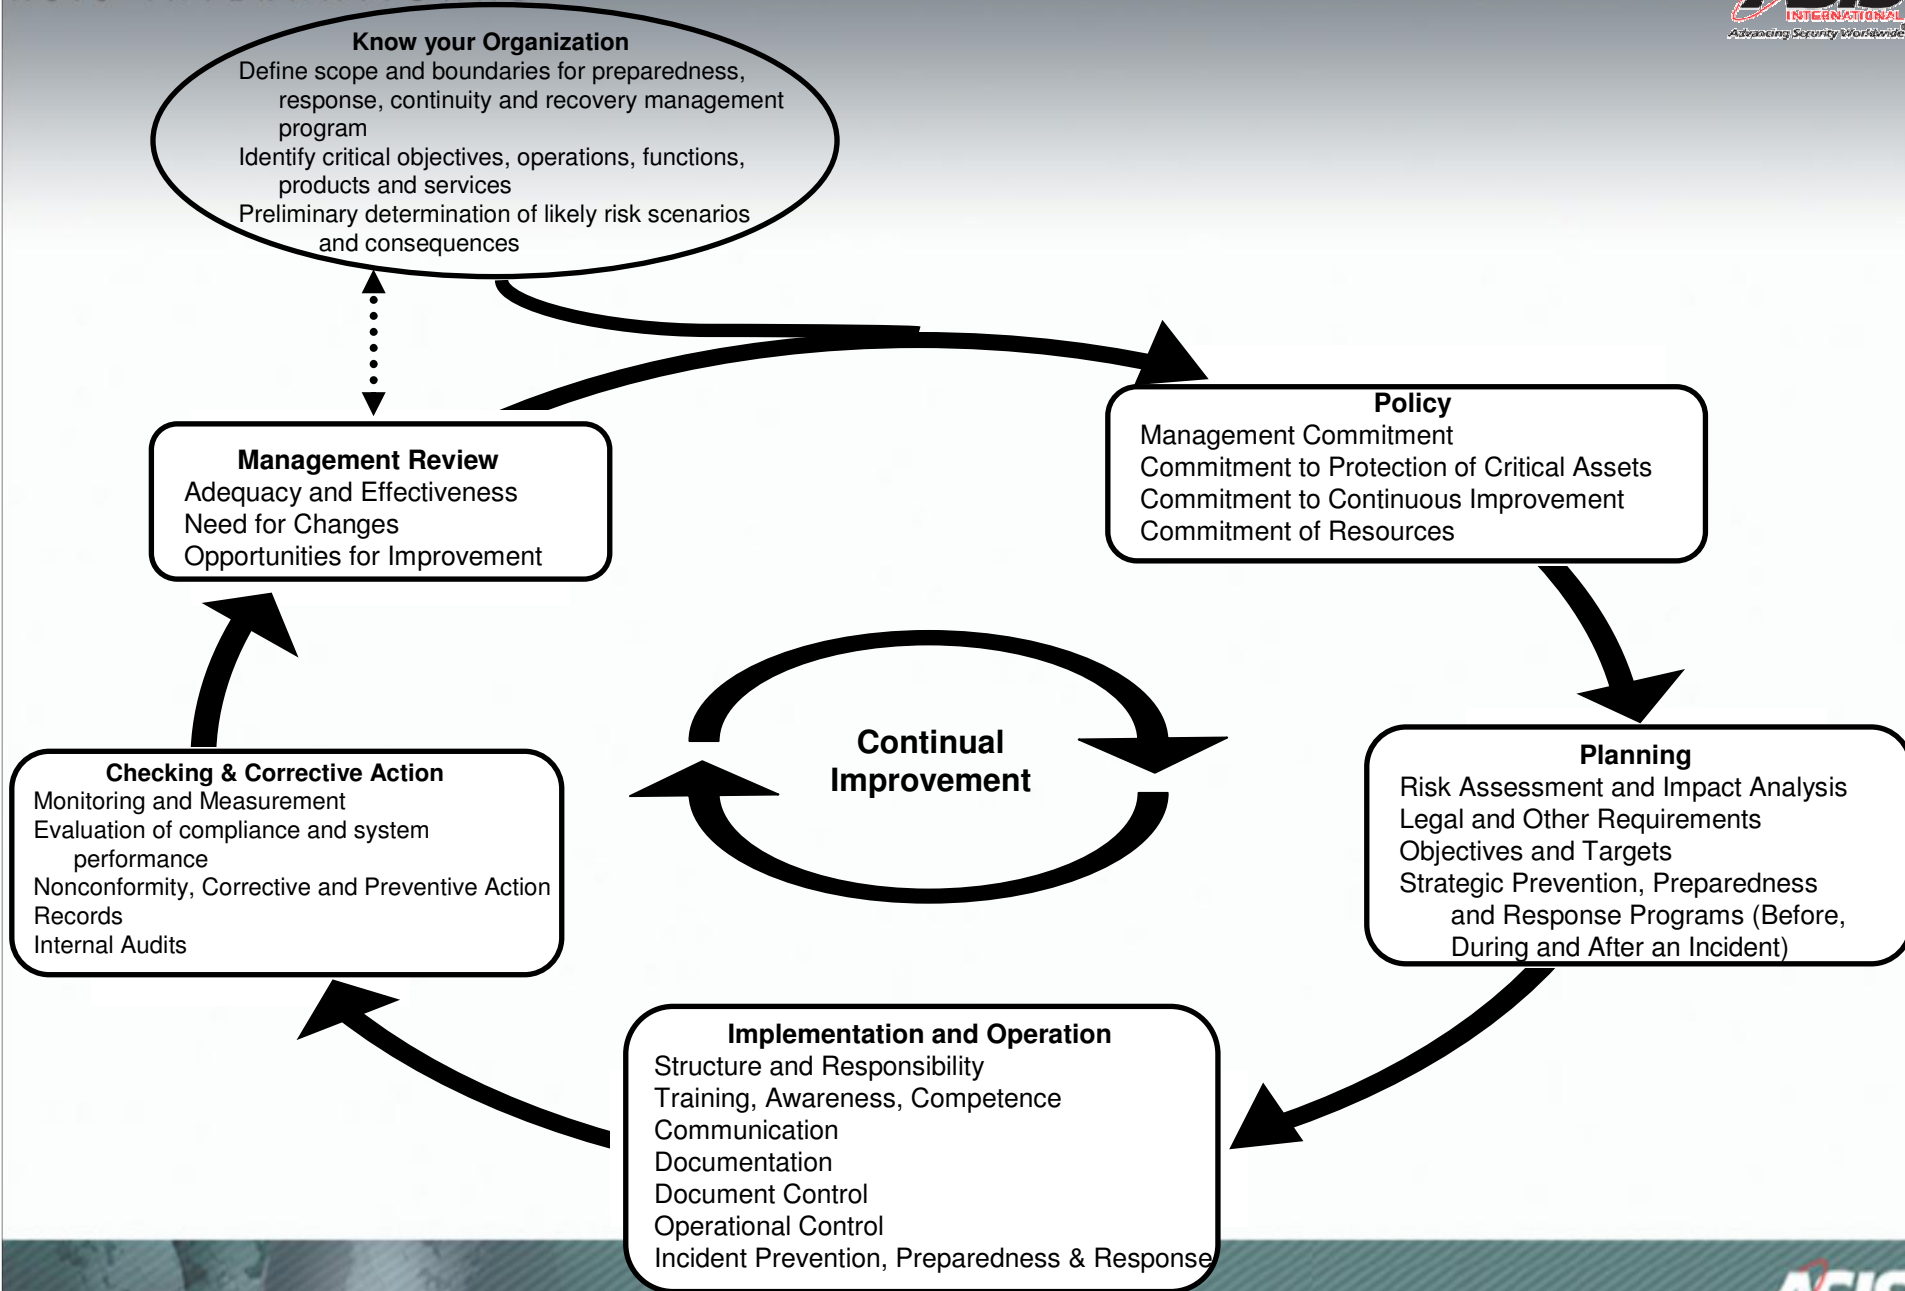 INTERNATIONAL
Advancing Security Worldwide
Know your Organization
Define scope and boundaries for preparedness,
response, continuity and recovery management
program
Identify critical objectives, operations, functions,
products and services
Preliminary determination of likely risk scenarios
and consequences
Policy
Management Commitment
Commitment to Protection of Critical Assets
Commitment to Continuous Improvement
Commitment of Resources
Management Review
Adequacy and Effectiveness
Need for Changes
Opportunities for Improvement
Continual
Improvement
Planning
Risk Assessment and Impact Analysis
Legal and Other Requirements
Objectives and Targets
Strategic Prevention, Preparedness
and Response Programs (Before,
During and After an Incident)
Checking & Corrective Action
Monitoring and Measurement
Evaluation of compliance and system
performance
Nonconformity, Corrective and Preventive Action
Records
Internal Audits
Implementation and Operation
Structure and Responsibility
Training, Awareness, Competence
Communication
Documentation
Document Control
Operational Control
Incident Prevention, Preparedness & Response